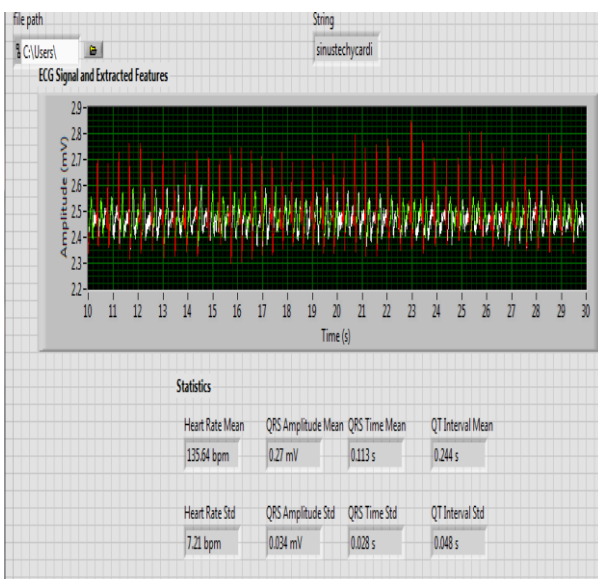 file path String
C:\Users\ sinustechycardi
ECG Signal and Extracted Features
2.9
2.8
2.7
2.6
2.5
2.4
2.3
2.2
Amplitude (mV)
10 11 12 13 14 15 16 17 18 19 20 21 22 23 24 25 26 27 28 29 30
Time (s)
Statistics
Heart Rate Mean QRS Amplitude Mean QRS Time Mean QT Interval Mean
135.64 bpm 0.27 mV 0.113 s 0.244 s
Heart Rate Std QRS Amplitude Std QRS Time Std QT Interval Std
7.21 bpm 0.034 mV 0.028 s 0.048 s